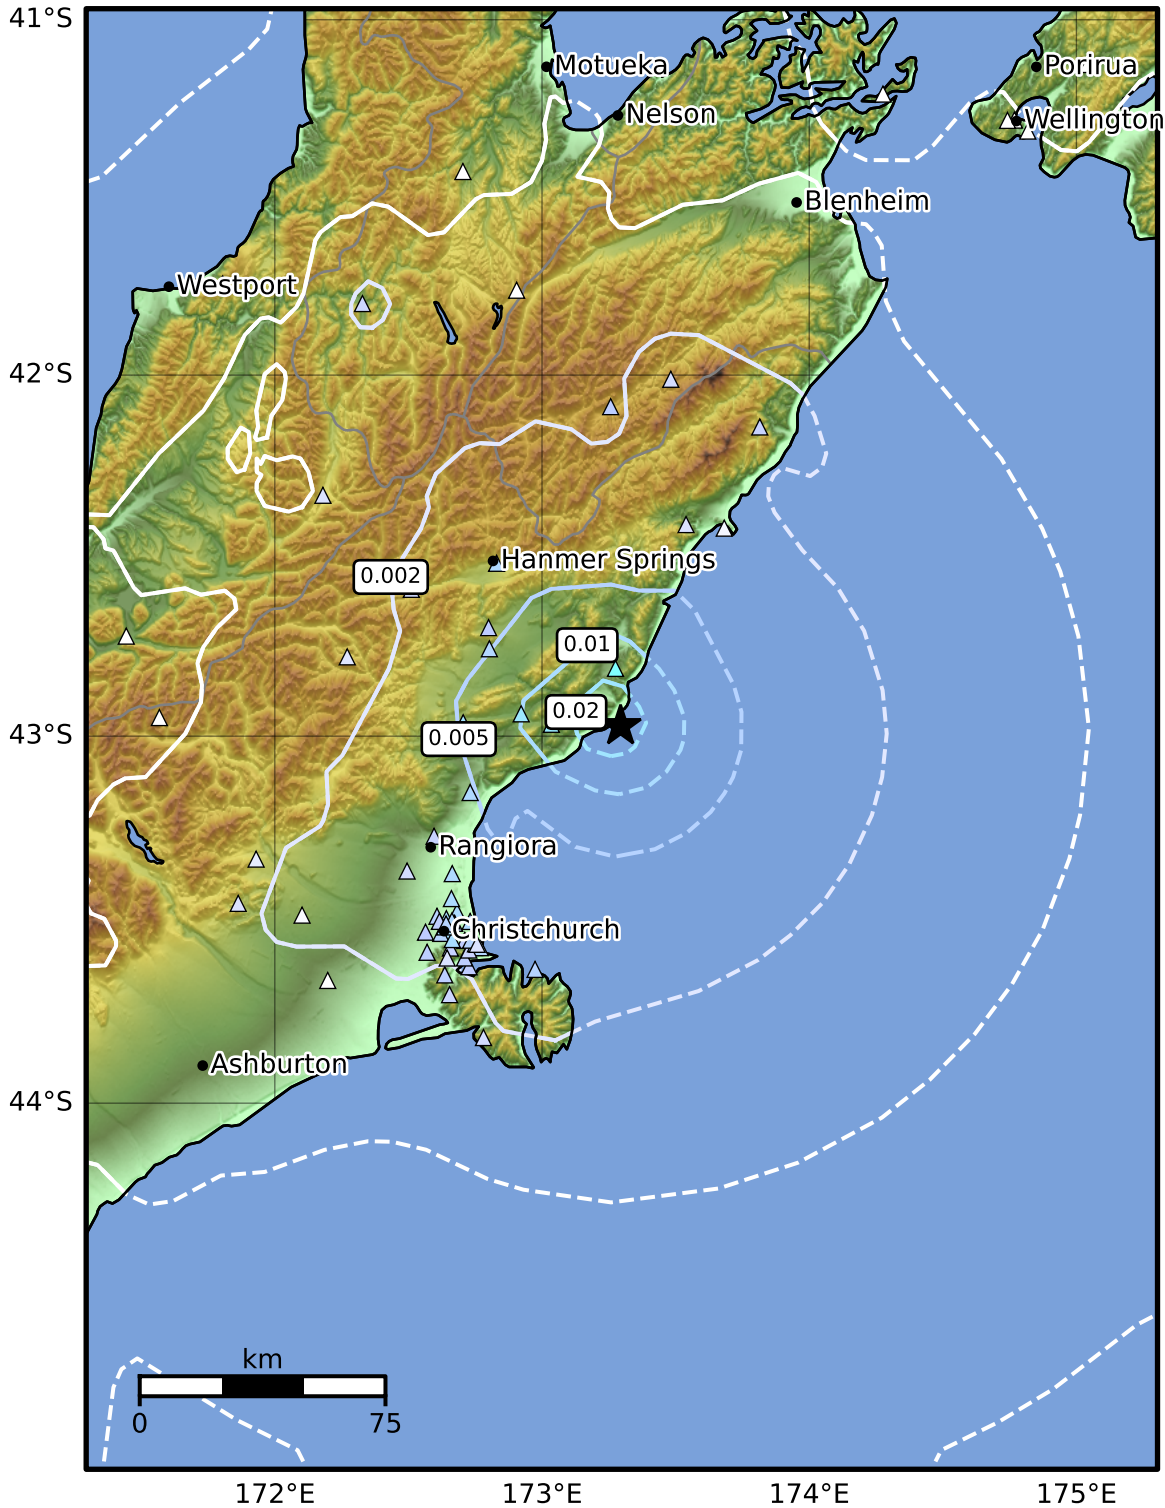 41°S
Motueka
Porirua
Nelson
Wellington
Blenheim
Westport
42°S
Hanmer Springs
0.002
0.01
0.02
43°S
0.005
Rangiora
Christchurch
Ashburton
44°S
km
0
75
172°E
173°E
174°E
175°E